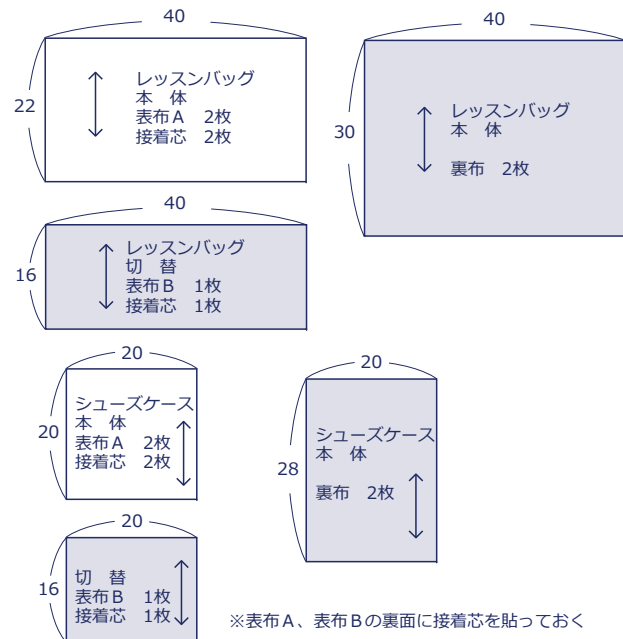 40
22
レッスンバッグ
本　体
表布Ａ　2枚
接着芯　2枚
40
30
レッスンバッグ
本　体
裏布　2枚
40
16
レッスンバッグ
切　替
表布Ｂ　1枚
接着芯　1枚
20
20
シューズケース
本　体
表布Ａ　2枚
接着芯　2枚
20
28
シューズケース
本　体
裏布　2枚
20
16
切　替
表布Ｂ　1枚
接着芯　1枚
※表布Ａ、表布Ｂの裏面に接着芯を貼っておく